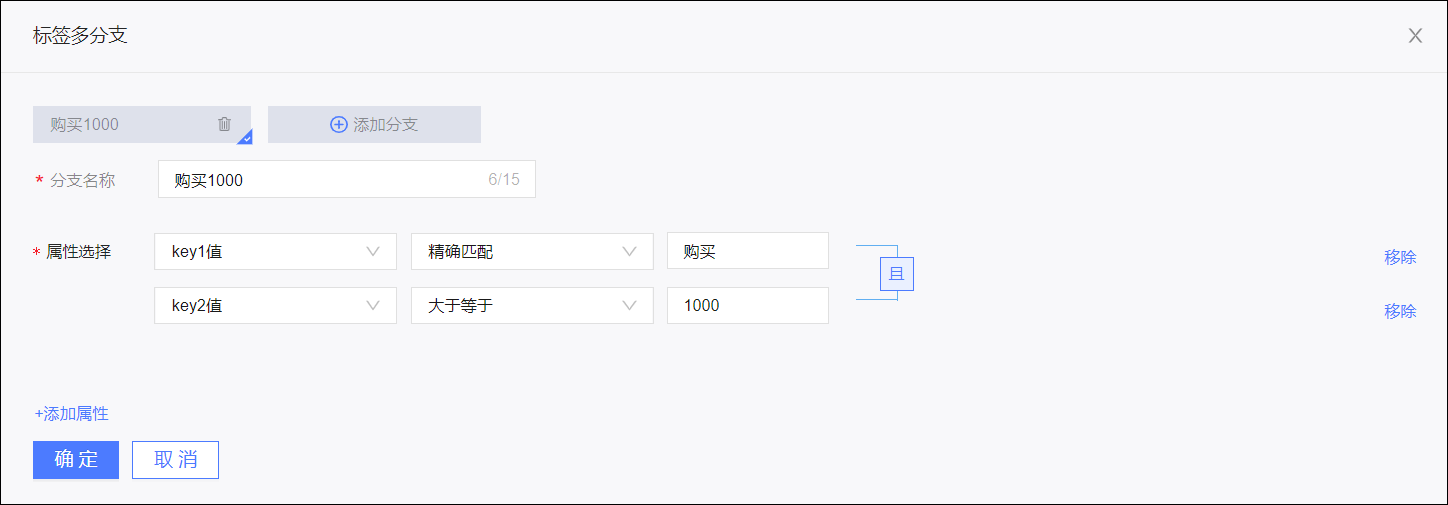 标签多分支
购买1000 添加分支
* 分支名称 购买1000 6/15
* 属性选择 key1值 精确匹配 购买 且 移除
key2值 大于等于 1000 移除
+添加属性
确定 取消